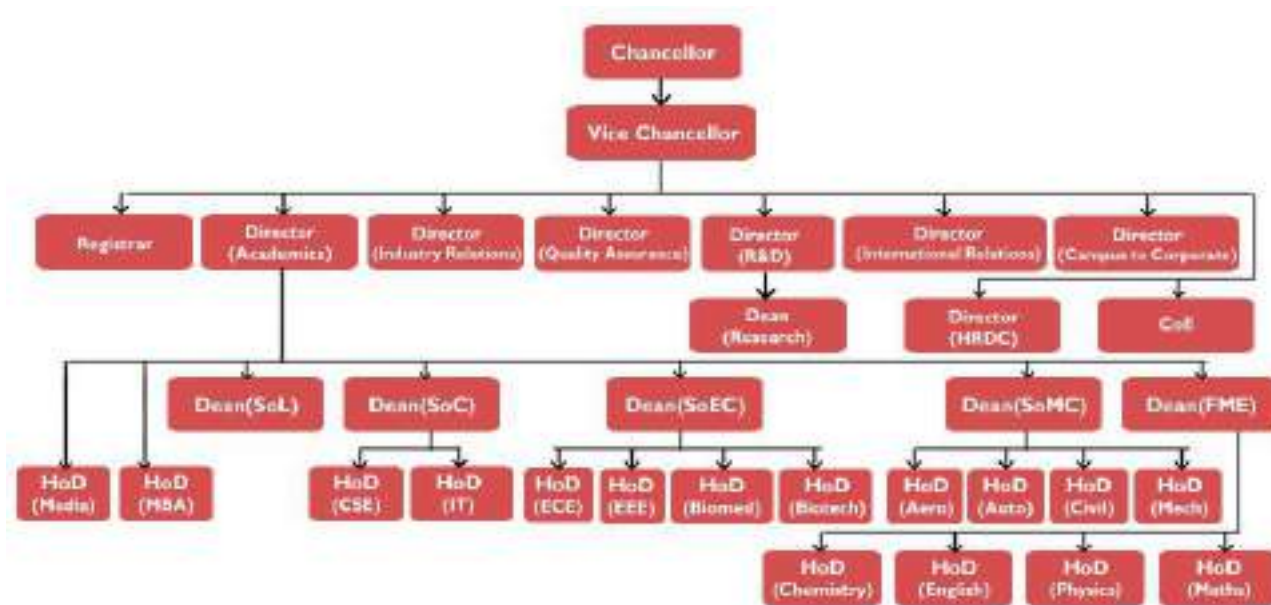 Chancellor
Vice Chancellor
Registrar
Director
(Academics)
Director
(Industry Relations)
Director
(Quality Assurance)
Director
(R&D)
Director
(International Relations)
Director
(Campus to Corporate)
Dean
(Research)
Director
(HRDC)
CoE
Dean(SoL)
Dean(SoC)
Dean(SoEC)
Dean(SoMC)
Dean(FME)
HoD
(Media)
HoD
(MBA)
HoD
(CSE)
HoD
(IT)
HoD
(ECE)
HoD
(EEE)
HoD
(Biomed)
HoD
(Biotech)
HoD
(Aero)
HoD
(Auto)
HoD
(Civil)
HoD
(Mech)
HoD
(Chemistry)
HoD
(English)
HoD
(Physics)
HoD
(Maths)